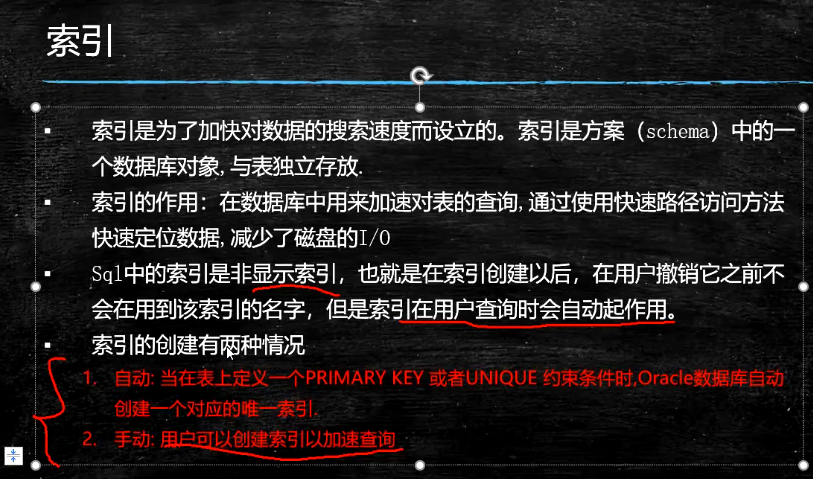 索引
▪ 索引是为了加快对数据的搜索速度而设立的。索引是方案（schema）中的一
个数据库对象,与表独立存放.
▪ 索引的作用：在数据库中用来加速对表的查询,通过使用快速路径访问方法
快速定位数据,减少了磁盘的I/O
▪ Sql中的索引是非显示索引，也就是在索引创建以后，在用户撤销它之前不
会在用到该索引的名字，但是索引在用户查询时会自动起作用。
▪ 索引的创建有两种情况
1. 自动: 当在表上定义一个PRIMARY KEY 或者UNIQUE 约束条件时,Oracle数据库自动
创建一个对应的唯一索引.
2. 手动: 用户可以创建索引以加速查询